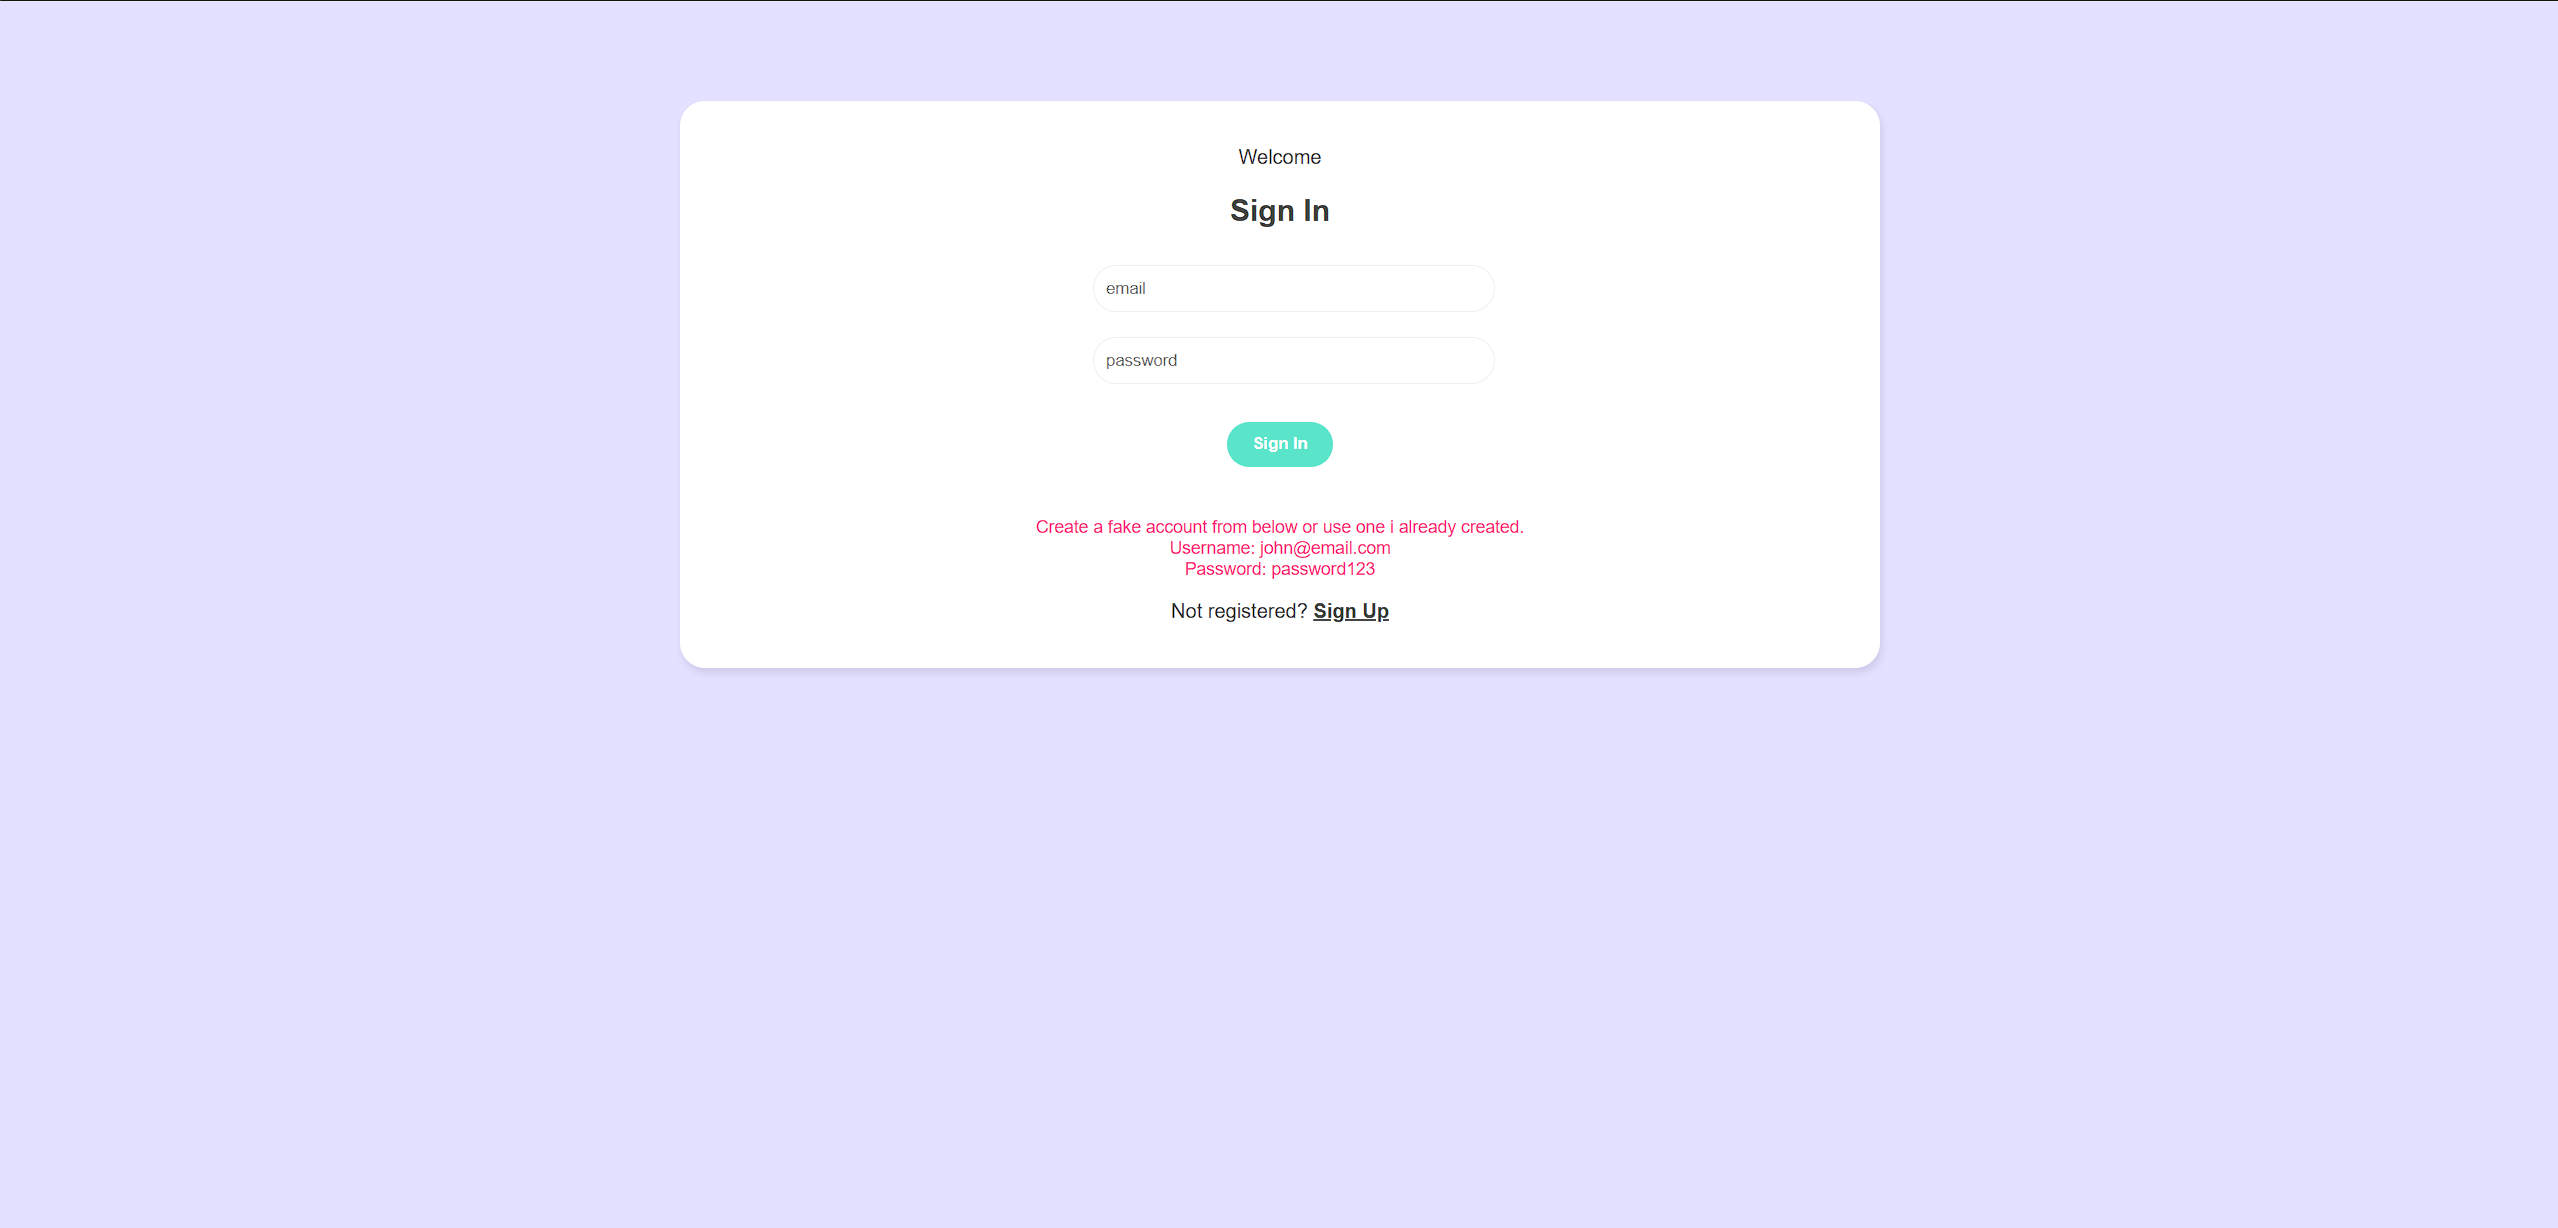 Welcome
Sign In
email
password
Sign In
Create a fake account from below or use one i already created.
Username: john@email.com
Password: password123
Not registered? Sign Up